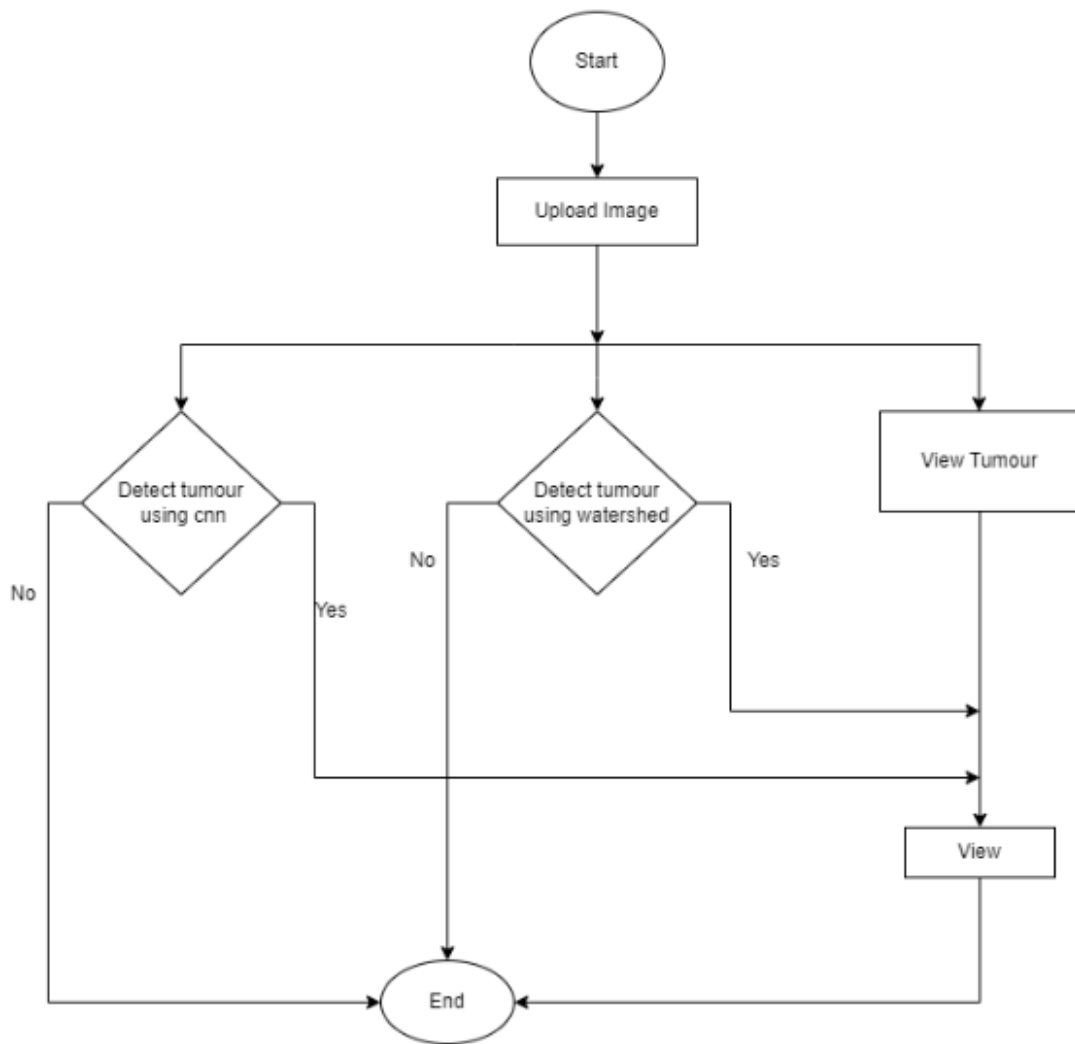 Start
Upload Image
Detect tumour
using cnn
Detect tumour
using watershed
View Tumour
No
Yes
No
Yes
View
End